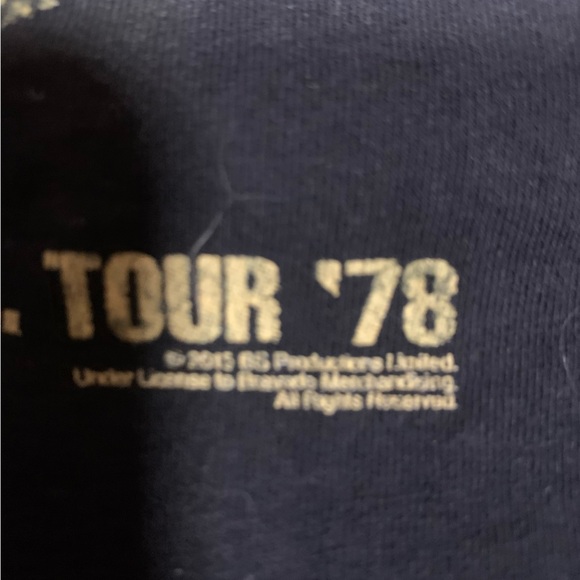 . TOUR '78
© 2015 BS Productions Limited.
Under License to Bravado Merchandising.
All Rights Reserved.